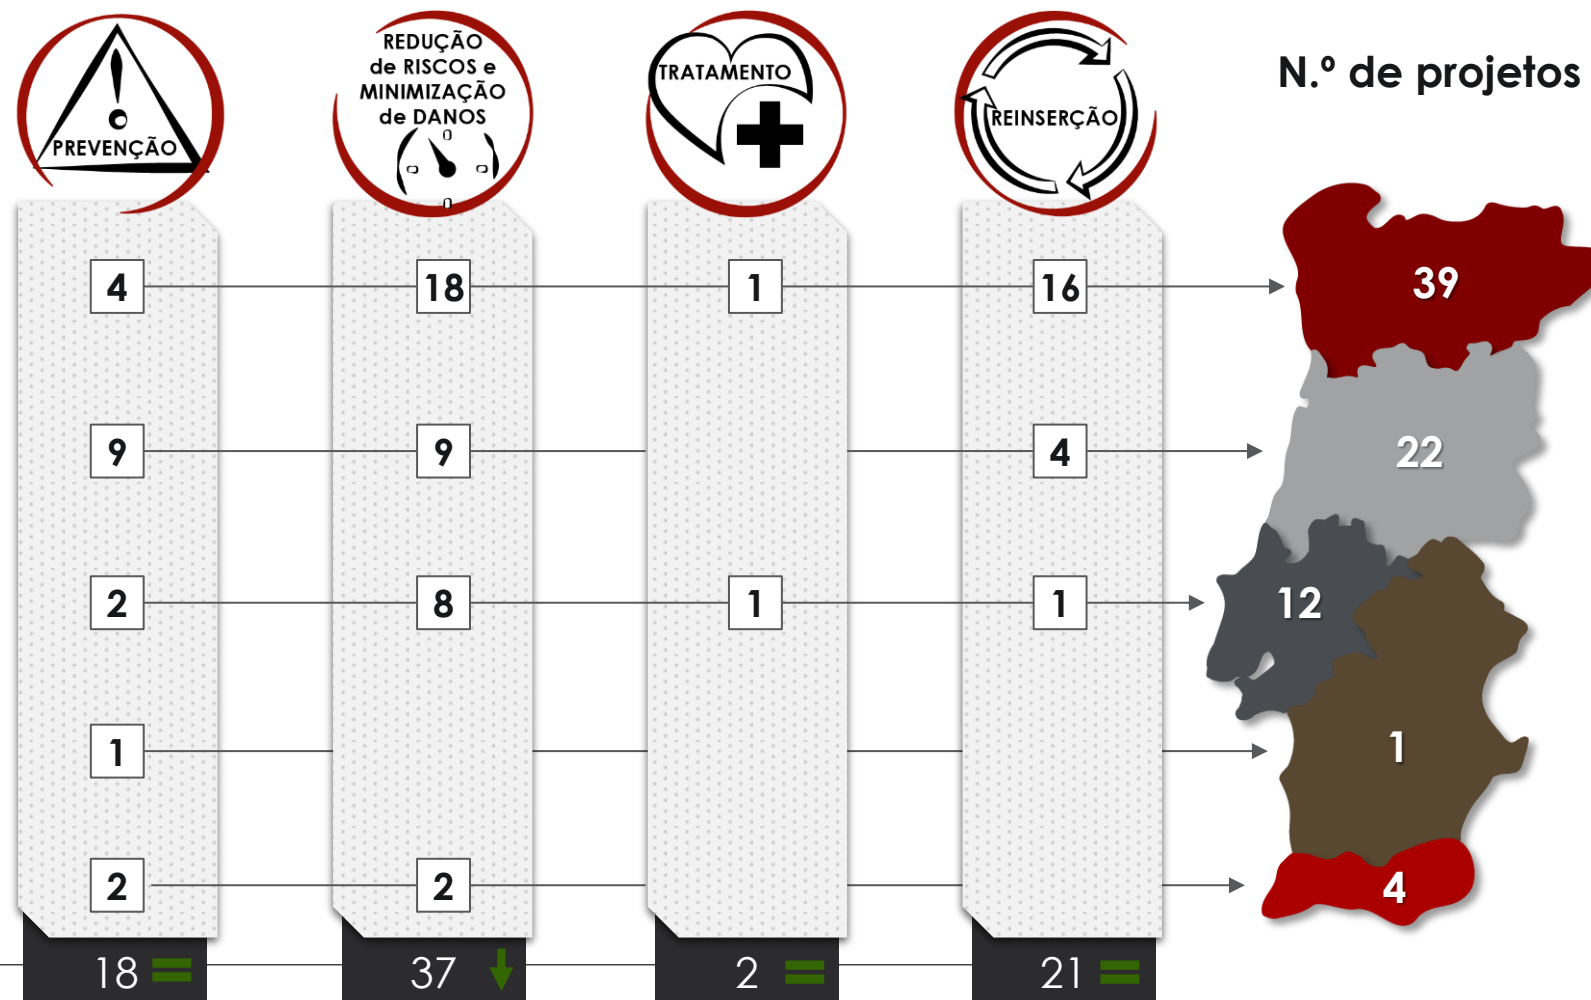 PREVENÇÃO
REDUÇÃO
de RISCOS e
MINIMIZAÇÃO
de DANOS
TRATAMENTO
REINSERÇÃO
N.º de projetos
4 18 1 16 39
9 9 4 22
2 8 1 1 12
1 1
2 2 4
18 37 2 21